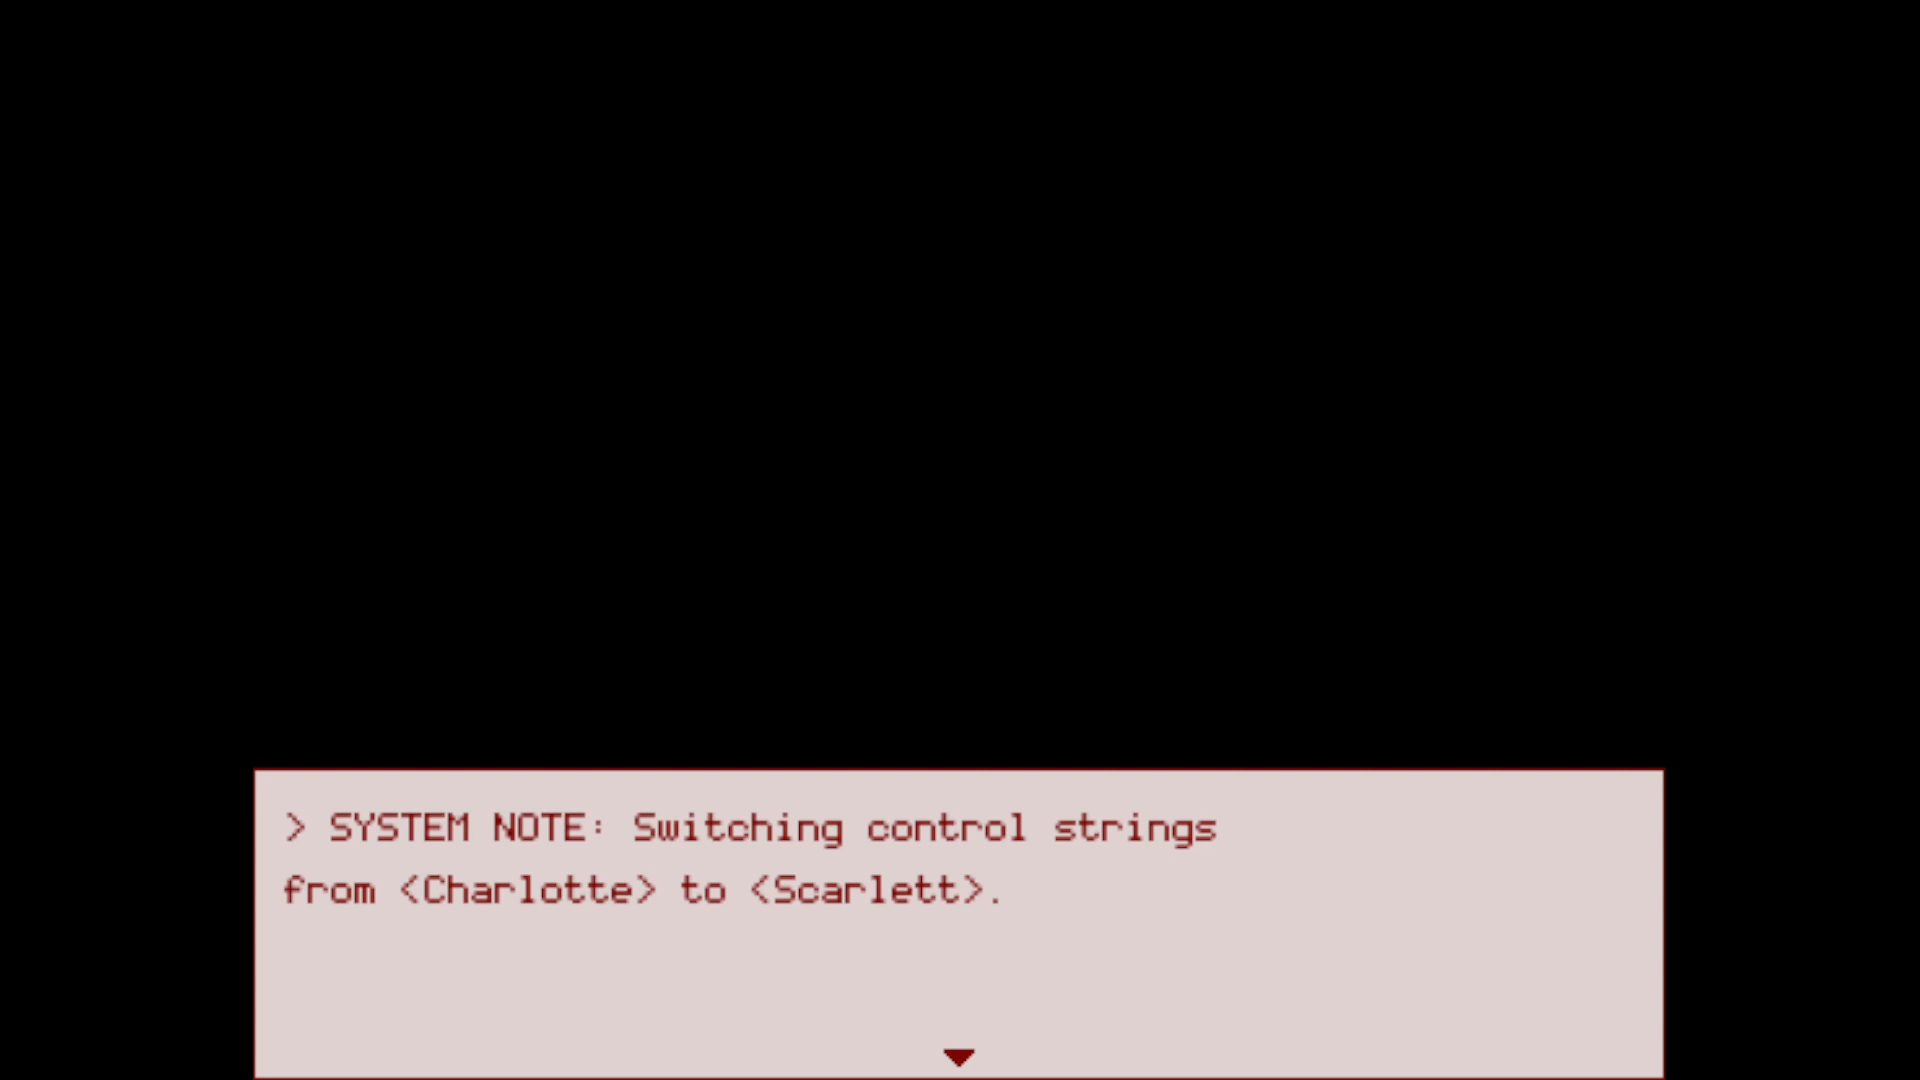 > SYSTEM NOTE: Switching control strings
from <Charlotte> to <Scarlett>.